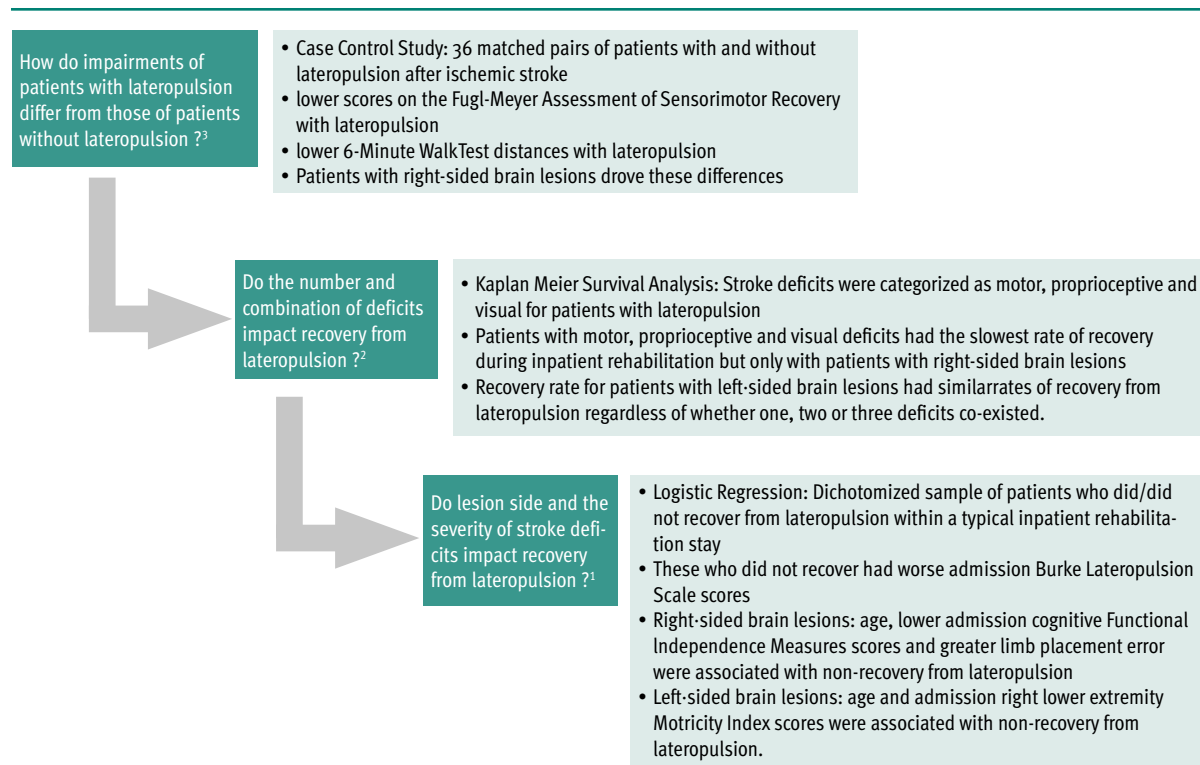 How do impairments of
patients with lateropulsion
differ from those of patients
without lateropulsion ?³
• Case Control Study: 36 matched pairs of patients with and without
lateropulsion after ischemic stroke
• lower scores on the Fugl-Meyer Assessment of Sensorimotor Recovery
with lateropulsion
• lower 6-Minute WalkTest distances with lateropulsion
• Patients with right-sided brain lesions drove these differences
Do the number and
combination of deficits
impact recovery from
lateropulsion ?²
• Kaplan Meier Survival Analysis: Stroke deficits were categorized as motor, proprioceptive and
visual for patients with lateropulsion
• Patients with motor, proprioceptive and visual deficits had the slowest rate of recovery
during inpatient rehabilitation but only with patients with right-sided brain lesions
• Recovery rate for patients with left-sided brain lesions had similarrates of recovery from
lateropulsion regardless of whether one, two or three deficits co-existed.
Do lesion side and the
severity of stroke defi-
cits impact recovery
from lateropulsion ?¹
• Logistic Regression: Dichotomized sample of patients who did/did
not recover from lateropulsion within a typical inpatient rehabilita-
tion stay
• These who did not recover had worse admission Burke Lateropulsion
Scale scores
• Right-sided brain lesions: age, lower admission cognitive Functional
Independence Measures scores and greater limb placement error
were associated with non-recovery from lateropulsion
• Left-sided brain lesions: age and admission right lower extremity
Motricity Index scores were associated with non-recovery from
lateropulsion.